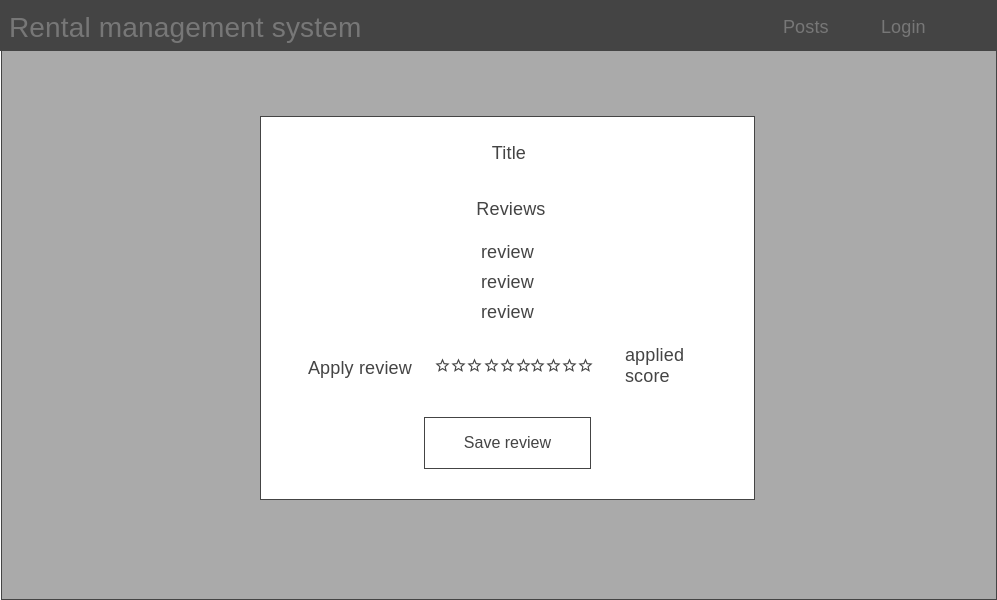 Rental management system
Posts
Login
Title
Reviews
review
review
review
Apply review
applied
score
Save review